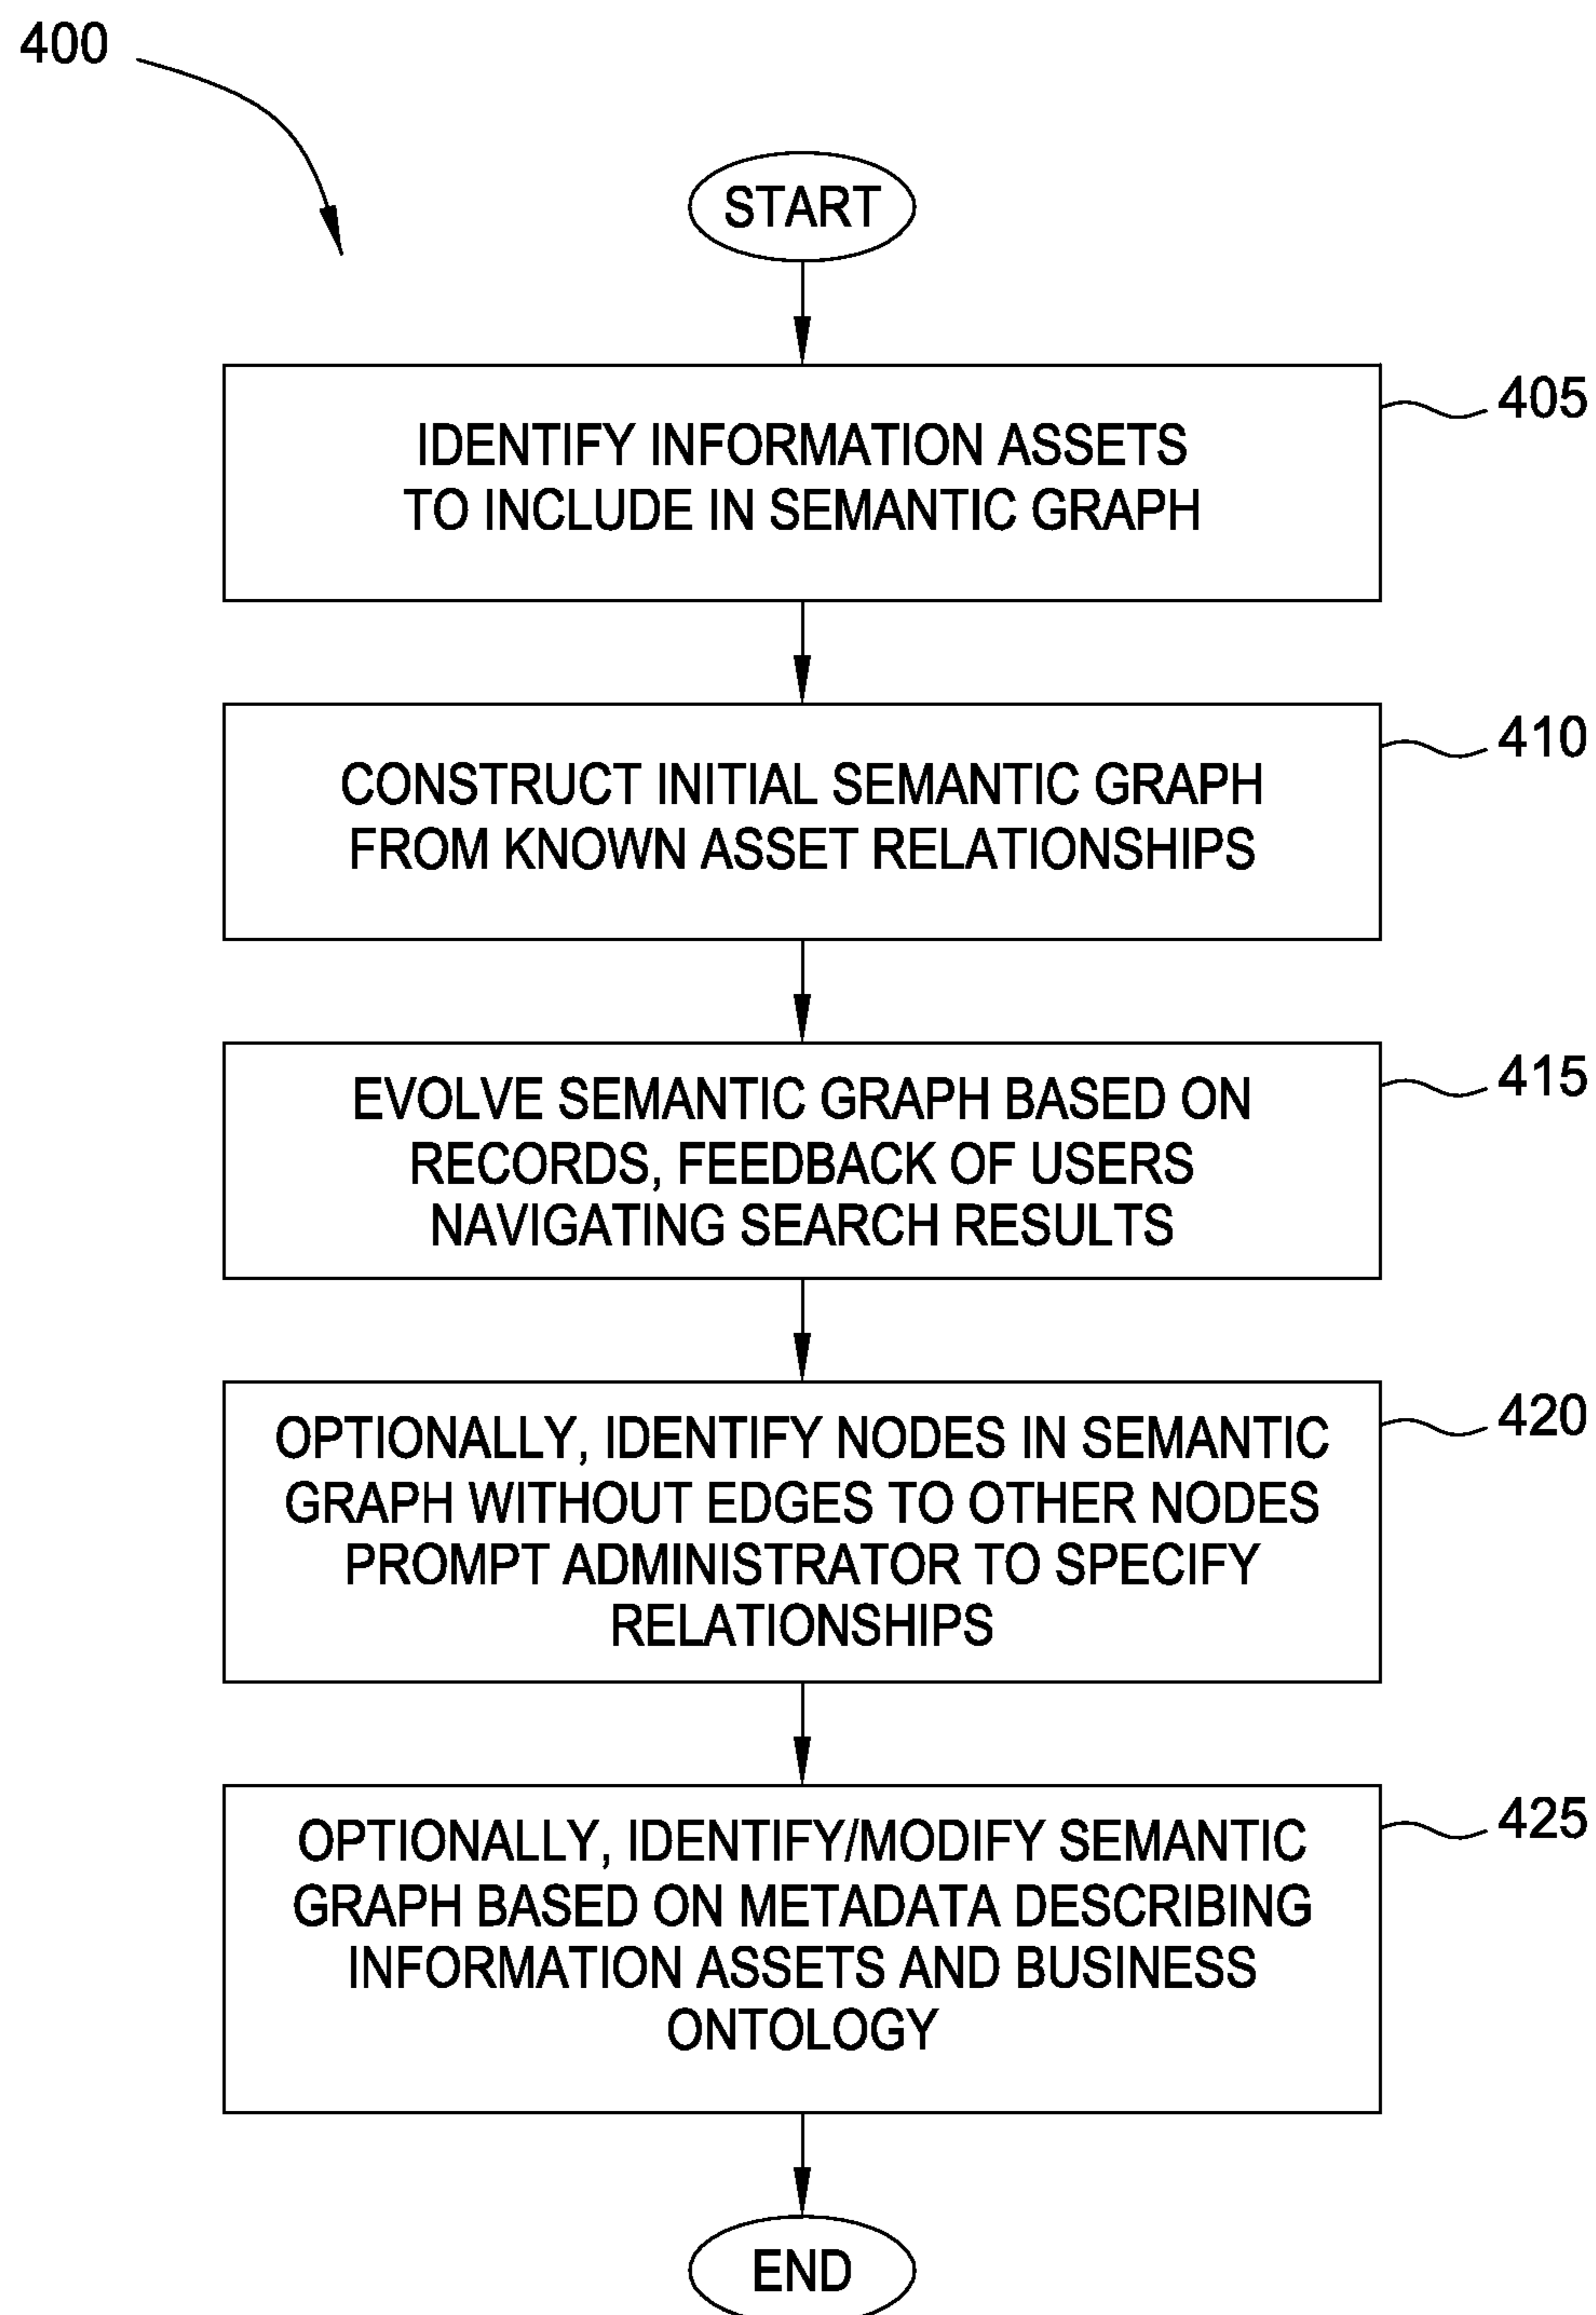 400
START
405
IDENTIFY INFORMATION ASSETS
TO INCLUDE IN SEMANTIC GRAPH
410
CONSTRUCT INITIAL SEMANTIC GRAPH
FROM KNOWN ASSET RELATIONSHIPS
415
EVOLVE SEMANTIC GRAPH BASED ON
RECORDS, FEEDBACK OF USERS
NAVIGATING SEARCH RESULTS
420
OPTIONALLY, IDENTIFY NODES IN SEMANTIC
GRAPH WITHOUT EDGES TO OTHER NODES
PROMPT ADMINISTRATOR TO SPECIFY
RELATIONSHIPS
425
OPTIONALLY, IDENTIFY/MODIFY SEMANTIC
GRAPH BASED ON METADATA DESCRIBING
INFORMATION ASSETS AND BUSINESS
ONTOLOGY
END